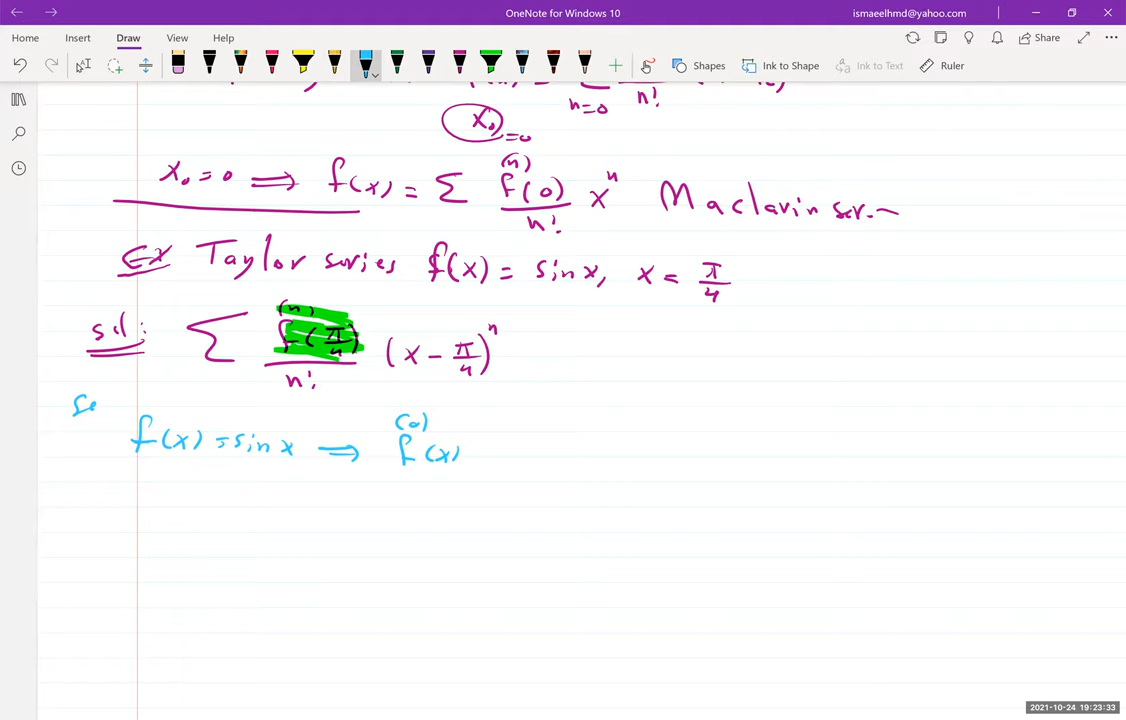 OneNote for Windows 10
ismaeelhmd@yahoo.com
Home Insert Draw View Help
Share
Shapes Ink to Shape Ink to Text Ruler
n=0 n!
x₀ =0
x₀ = 0 ⟹ f(x) = Σ f⁽ⁿ⁾(0)/n! xⁿ Maclavin
Ex Taylor series f(x) = sin x, x = π/4
sol: Σ f⁽ⁿ⁾(π/4)/n! (x - π/4)ⁿ
f(x) = sin x ⟹ f⁽⁰⁾(x)
2021-10-24 19:23:33